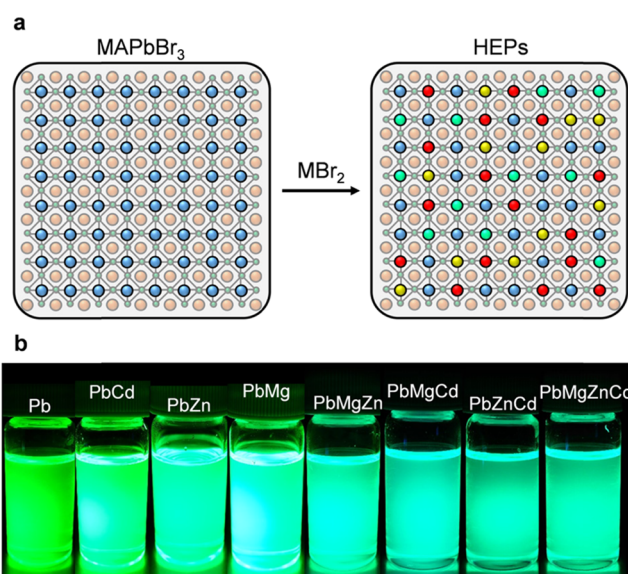 a
MAPbBr3
HEPs
MBr2
b
Pb
PbCd
PbZn
PbMg
PbMgZn
PbMgCd
PbZnCd
PbMgZnCd